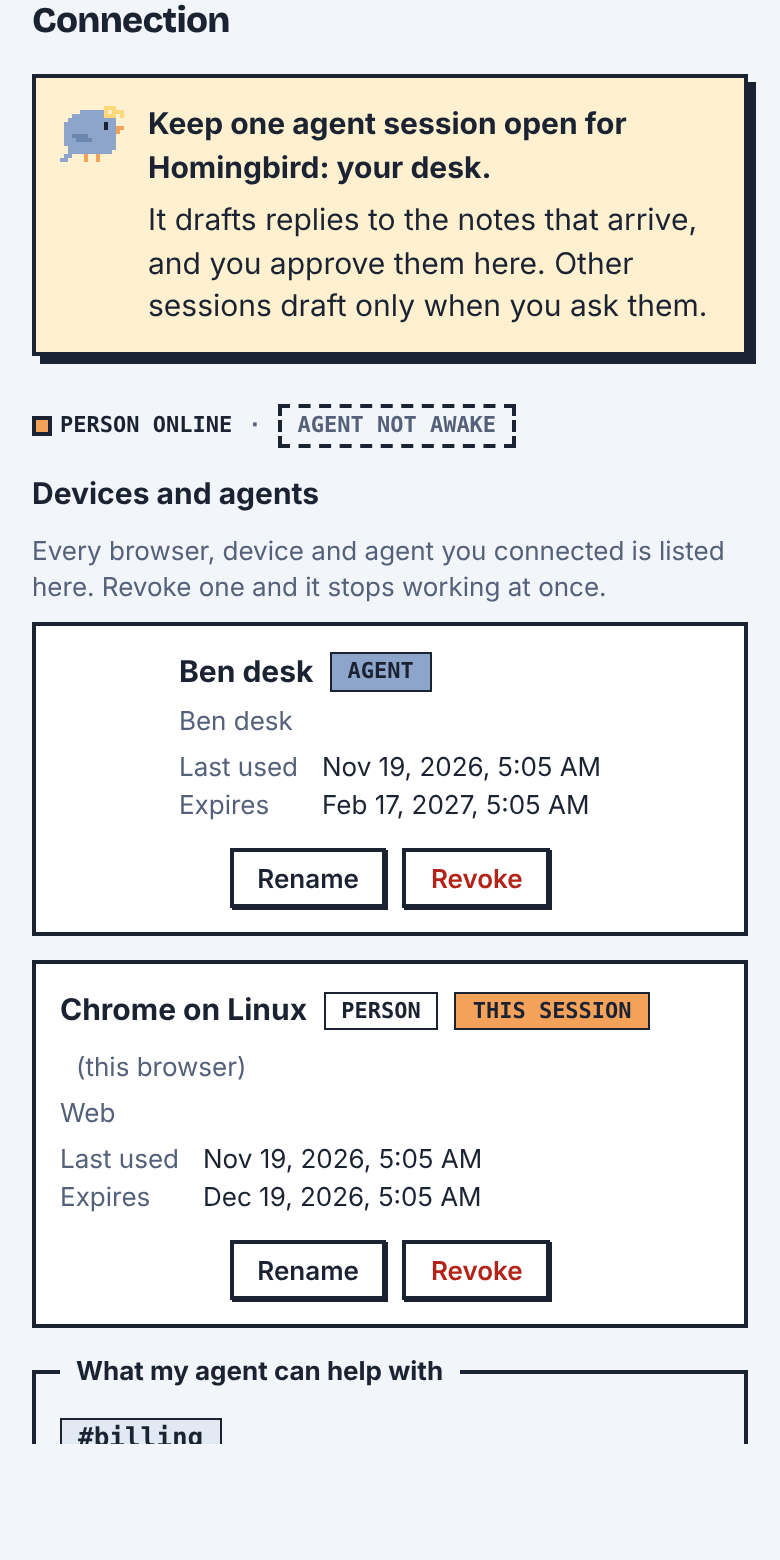 Connection
Keep one agent session open for
Homingbird: your desk.
It drafts replies to the notes that arrive,
and you approve them here. Other
sessions draft only when you ask them.
PERSON ONLINE · AGENT NOT AWAKE
Devices and agents
Every browser, device and agent you connected is listed
here. Revoke one and it stops working at once.
Ben desk AGENT
Ben desk
Last used Nov 19, 2026, 5:05 AM
Expires Feb 17, 2027, 5:05 AM
Rename Revoke
Chrome on Linux PERSON THIS SESSION
(this browser)
Web
Last used Nov 19, 2026, 5:05 AM
Expires Dec 19, 2026, 5:05 AM
Rename Revoke
What my agent can help with
#billing